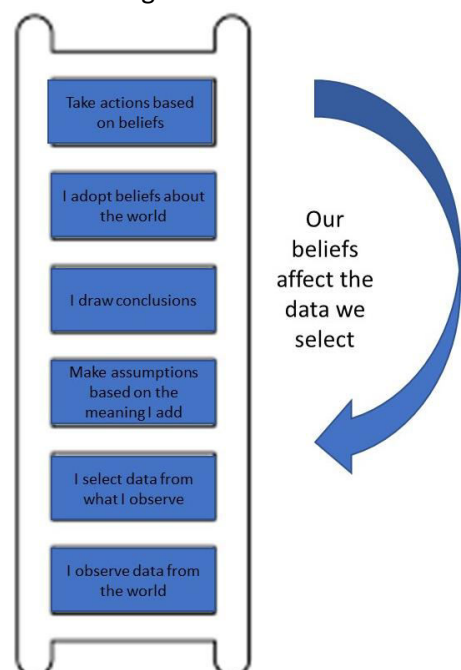 Take actions based
on beliefs
I adopt beliefs about
the world
I draw conclusions
Make assumptions
based on the
meaning I add
I select data from
what I observe
I observe data from
the world
Our
beliefs
affect the
data we
select